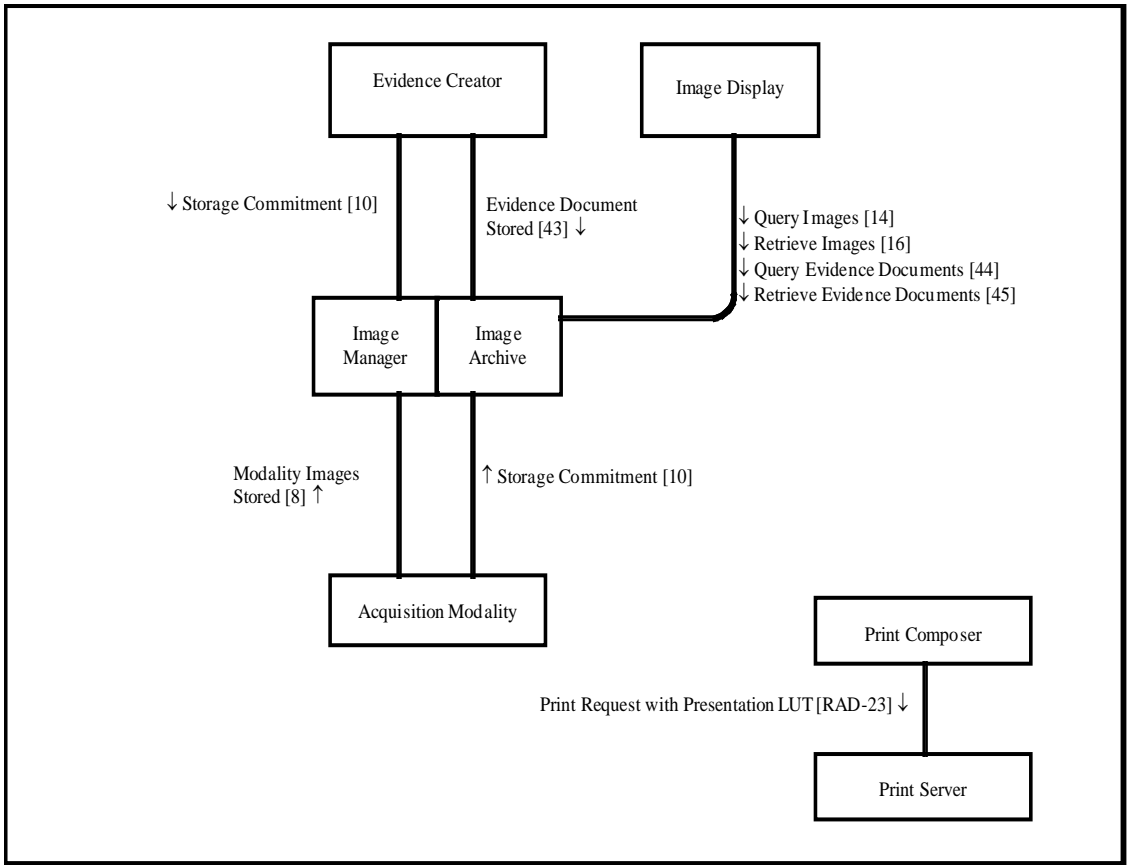 Evidence Creator
Image Display
↓ Storage Commitment [10]
Evidence Document
Stored [43] ↓
↓ Query Images [14]
↓ Retrieve Images [16]
↓ Query Evidence Documents [44]
↓ Retrieve Evidence Documents [45]
Image
Manager
Image
Archive
Modality Images
Stored [8] ↑
↑ Storage Commitment [10]
Acquisition Modality
Print Composer
Print Request with Presentation LUT [RAD-23] ↓
Print Server